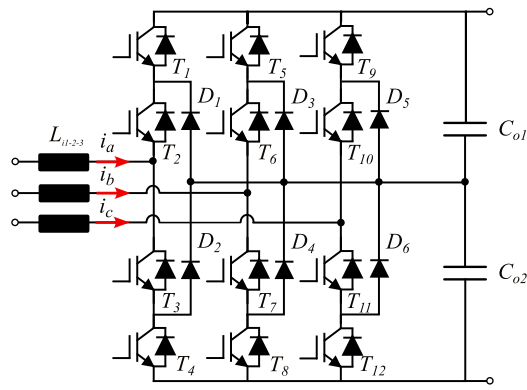 T1 T5 T9
D1 D3 D5
Li1-2-3 ia T2 T6 T10 Co1
ib
ic
D2 D4 D6
T3 T7 T11 Co2
T4 T8 T12